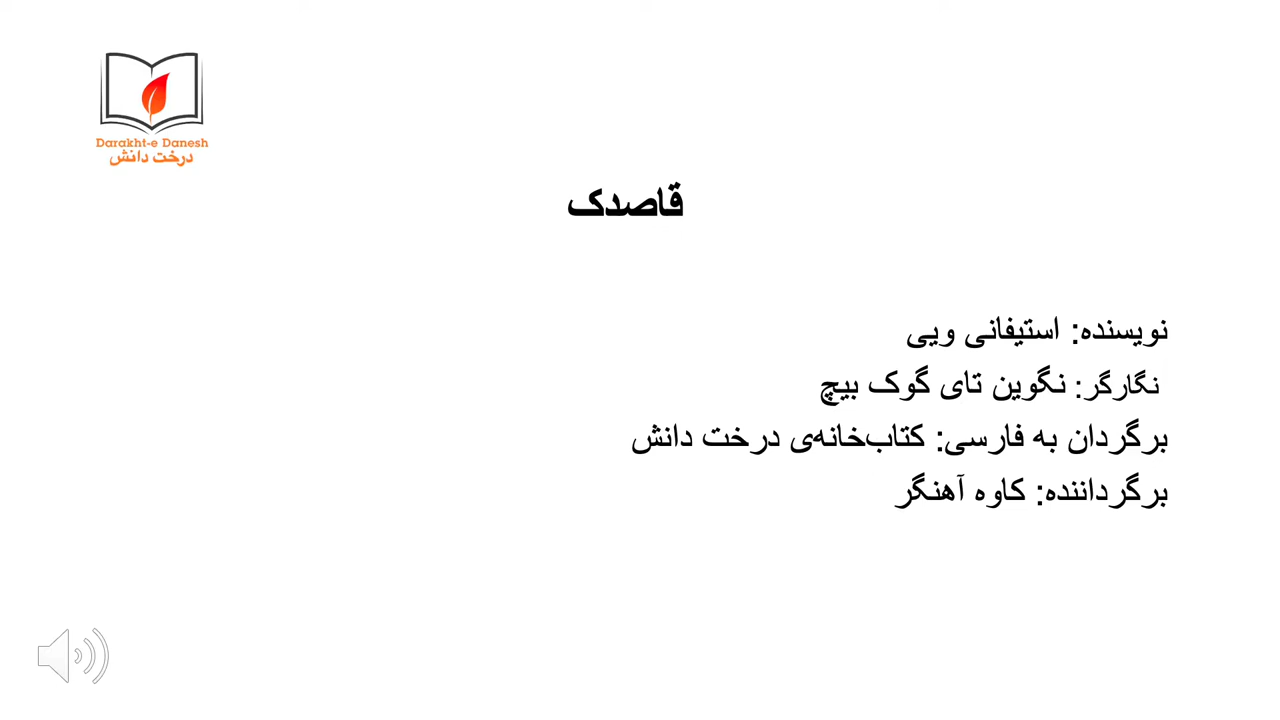 Darakht-e Danesh
درخت دانش
قاصدک
نویسنده: استیفانی ویی
نگارگر: نگوین تای گوک بیچ
برگردان به فارسی: کتاب‌خانه‌ی درخت دانش
برگرداننده: کاوه آهنگر